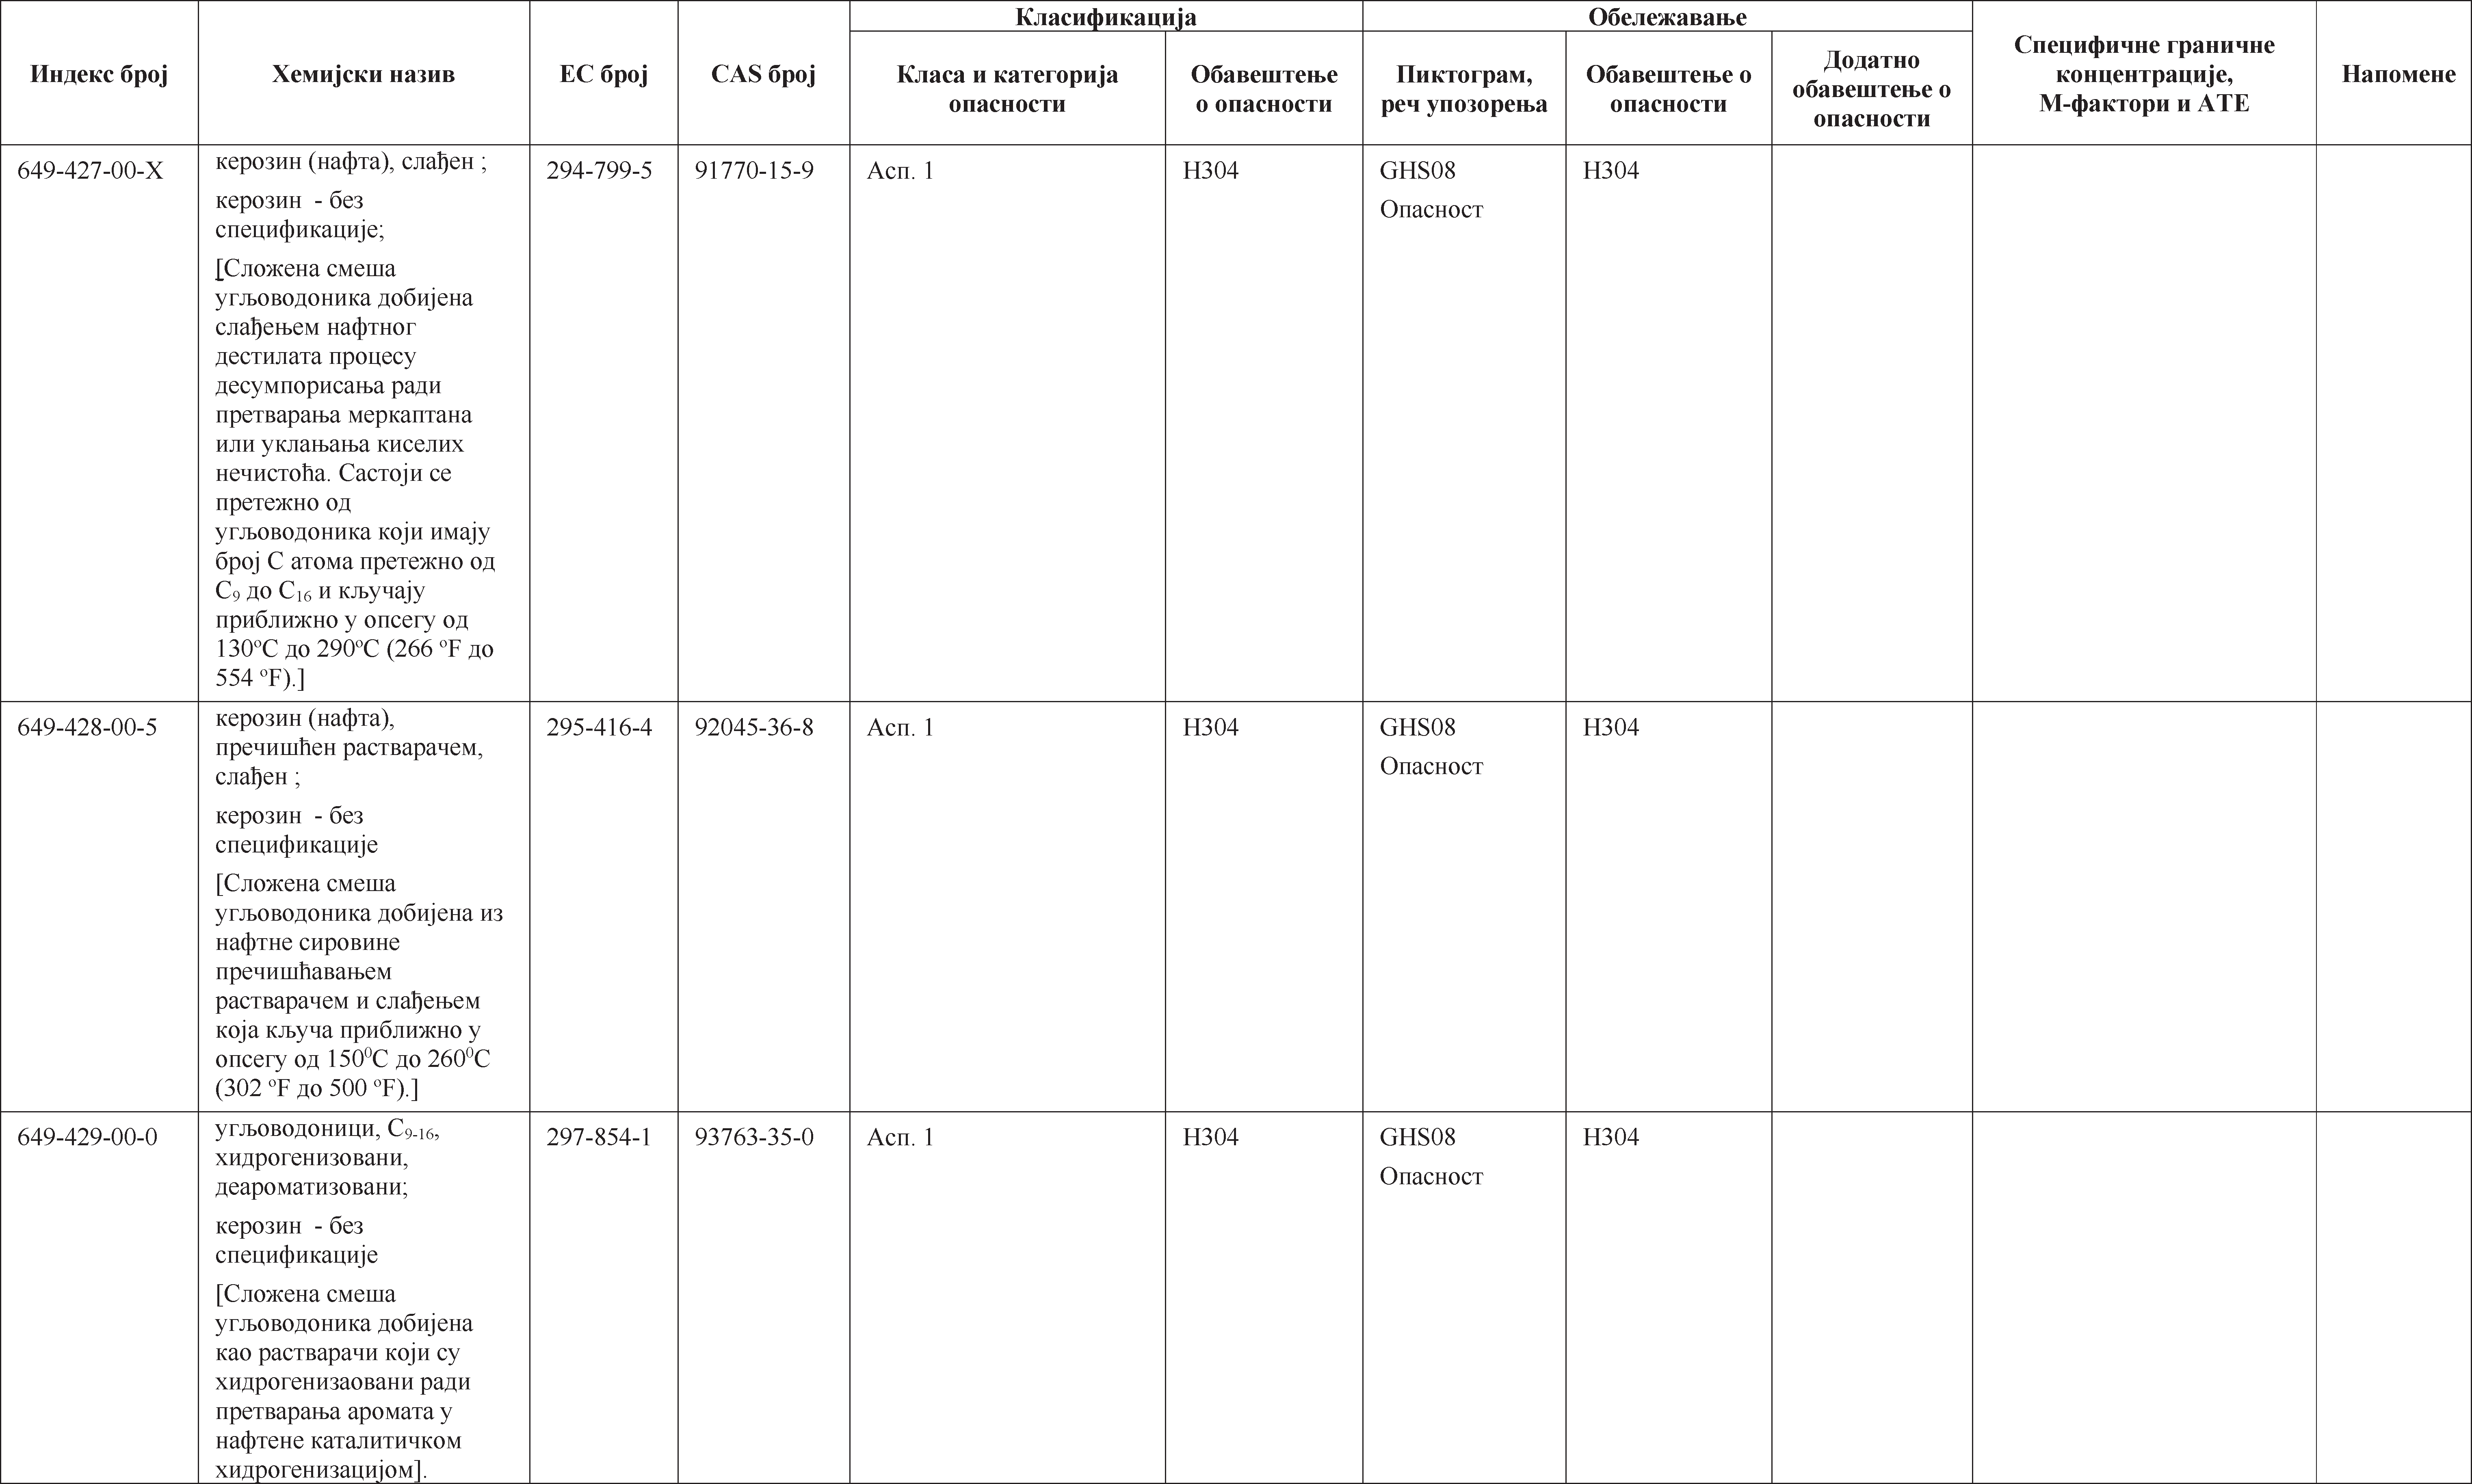 Класификација
Обележавање
Индекс број
Хемијски назив
ЕС број
CAS број
Класа и категорија
опасности
Обавештење
о опасности
Пиктограм,
реч упозорења
Обавештење о
опасности
Додатно
обавештење о
опасности
Специфичне граничне
концентрације,
М-фактори и АТЕ
Напомене
649-427-00-X
керозин (нафта), слађен ;
керозин  - без
спецификације;
[Сложена смеша
угљоводоника добијена
слађењем нафтног
дестилата процесу
десумпорисања ради
претварања меркаптана
или уклањања киселих
нечистоћа. Састоји се
претежно од
угљоводоника који имају
број С атома претежно од
C₉ до C₁₆ и кључају
приближно у опсегу од
130ºC до 290ºC (266 ºF до
554 ºF).]
294-799-5
91770-15-9
Асп. 1
H304
GHS08
Опасност
H304
649-428-00-5
керозин (нафта),
пречишћен растварачем,
слађен ;
керозин  - без
спецификације
[Сложена смеша
угљоводоника добијена из
нафтне сировине
пречишћавањем
растварачем и слађењем
која кључа приближно у
опсегу од 150⁰C до 260⁰C
(302 ºF до 500 ºF).]
295-416-4
92045-36-8
Асп. 1
H304
GHS08
Опасност
H304
649-429-00-0
угљоводоници, C₉₋₁₆,
хидрогенизовани,
деароматизовани;
керозин  - без
спецификације
[Сложена смеша
угљоводоника добијена
као растварачи који су
хидрогенизаовани ради
претварања аромата у
нафтене каталитичком
хидрогенизацијом].
297-854-1
93763-35-0
Асп. 1
H304
GHS08
Опасност
H304